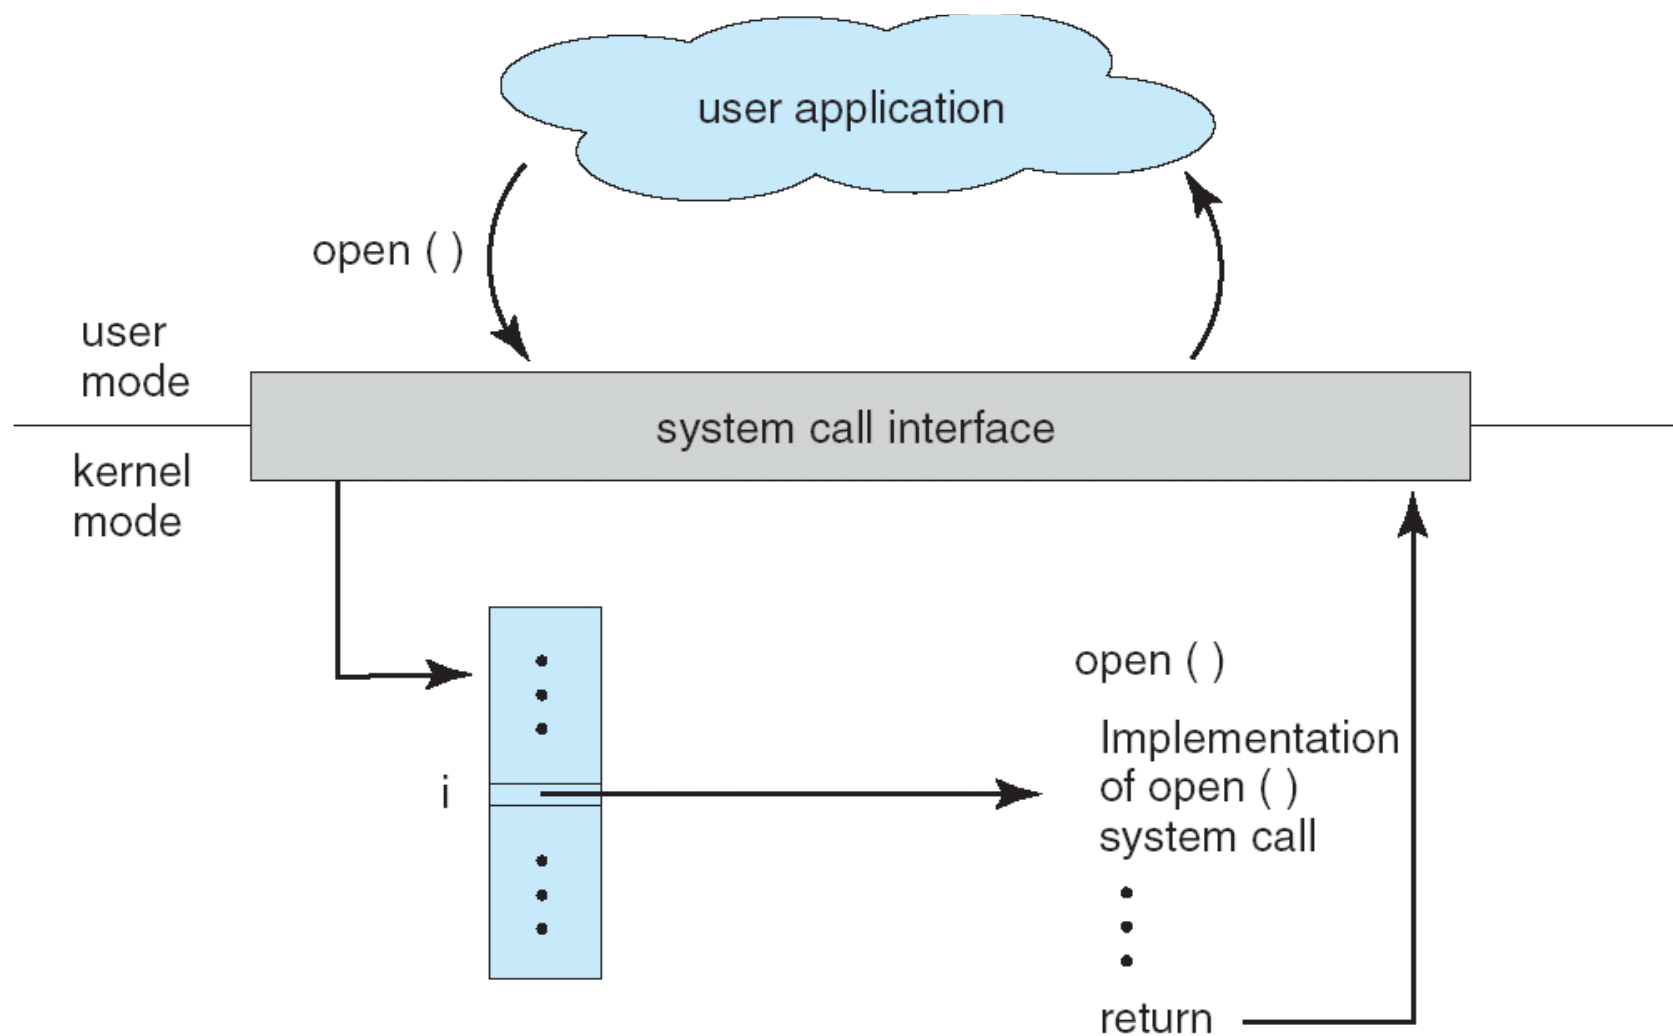 user application
open ( )
user
mode
system call interface
kernel
mode
open ( )
Implementation
of open ( )
system call
i
return